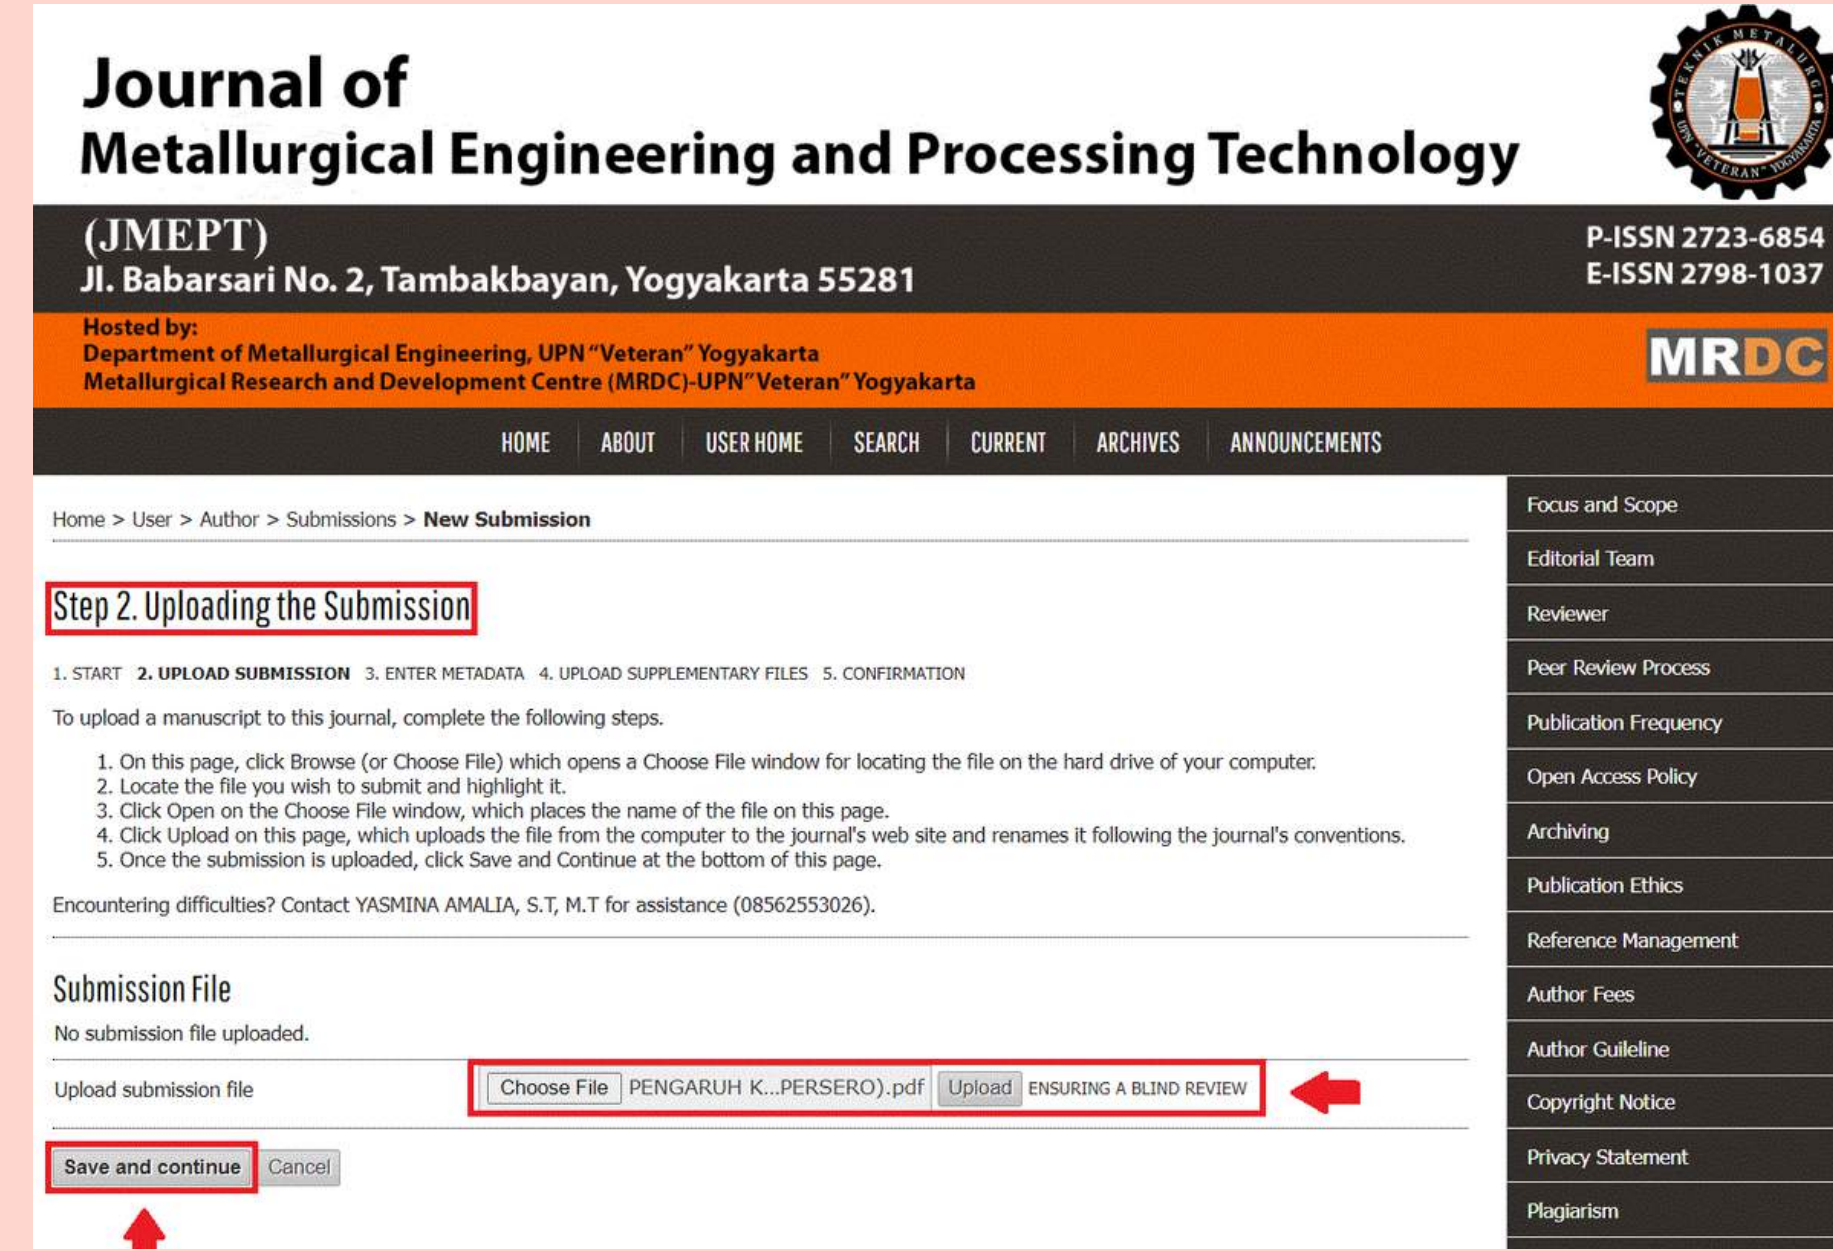 Journal of
Metallurgical Engineering and Processing Technology
TEKNIK METALURGI
UPN "VETERAN" YOGYAKARTA
(JMEPT)
Jl. Babarsari No. 2, Tambakbayan, Yogyakarta 55281
P-ISSN 2723-6854
E-ISSN 2798-1037
Hosted by:
Department of Metallurgical Engineering, UPN "Veteran" Yogyakarta
Metallurgical Research and Development Centre (MRDC)-UPN"Veteran" Yogyakarta
MRDC
HOME ABOUT USER HOME SEARCH CURRENT ARCHIVES ANNOUNCEMENTS
Home > User > Author > Submissions > New Submission
Step 2. Uploading the Submission
1. START 2. UPLOAD SUBMISSION 3. ENTER METADATA 4. UPLOAD SUPPLEMENTARY FILES 5. CONFIRMATION
To upload a manuscript to this journal, complete the following steps.
1. On this page, click Browse (or Choose File) which opens a Choose File window for locating the file on the hard drive of your computer.
2. Locate the file you wish to submit and highlight it.
3. Click Open on the Choose File window, which places the name of the file on this page.
4. Click Upload on this page, which uploads the file from the computer to the journal's web site and renames it following the journal's conventions.
5. Once the submission is uploaded, click Save and Continue at the bottom of this page.
Encountering difficulties? Contact YASMINA AMALIA, S.T, M.T for assistance (08562553026).
Submission File
No submission file uploaded.
Upload submission file Choose File PENGARUH K...PERSERO).pdf Upload ENSURING A BLIND REVIEW
Save and continue Cancel
Focus and Scope
Editorial Team
Reviewer
Peer Review Process
Publication Frequency
Open Access Policy
Archiving
Publication Ethics
Reference Management
Author Fees
Author Guileline
Copyright Notice
Privacy Statement
Plagiarism